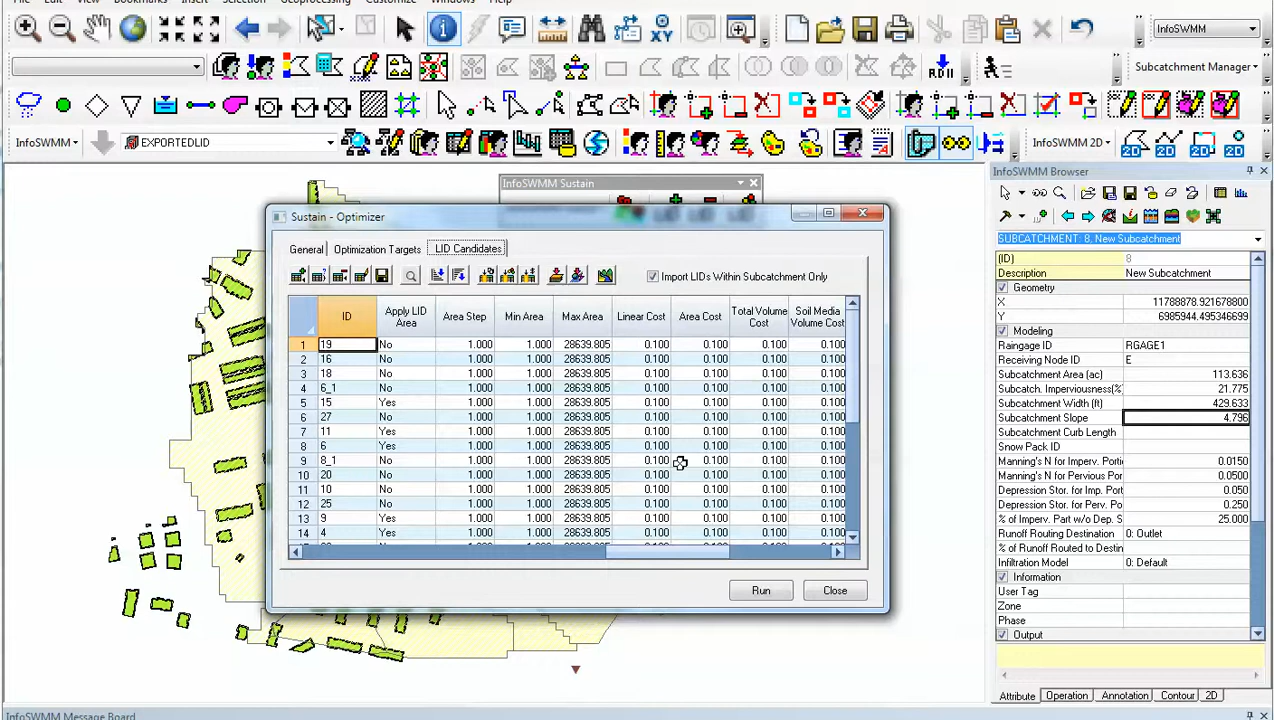 File Edit View Bookmarks Insert Selection Geoprocessing Customize Windows Help
InfoSWMM
XY
RDII
Subcatchment Manager
InfoSWMM EXPORTEDLID
InfoSWMM 2D
2D 2D 2D 2D
InfoSWMM Sustain
InfoSWMM Browser
Sustain - Optimizer
General Optimization Targets LID Candidates
Import LIDs Within Subcatchment Only
ID Apply LID Area Area Step Min Area Max Area Linear Cost Area Cost Total Volume Cost Soil Media Volume Cost
1 19 No 1.000 1.000 28639.805 0.100 0.100 0.100 0.100
2 16 No 1.000 1.000 28639.805 0.100 0.100 0.100 0.100
3 18 No 1.000 1.000 28639.805 0.100 0.100 0.100 0.100
4 6_1 No 1.000 1.000 28639.805 0.100 0.100 0.100 0.100
5 15 Yes 1.000 1.000 28639.805 0.100 0.100 0.100 0.100
6 27 No 1.000 1.000 28639.805 0.100 0.100 0.100 0.100
7 11 Yes 1.000 1.000 28639.805 0.100 0.100 0.100 0.100
8 6 Yes 1.000 1.000 28639.805 0.100 0.100 0.100 0.100
9 8_1 No 1.000 1.000 28639.805 0.100 0.100 0.100 0.100
10 20 No 1.000 1.000 28639.805 0.100 0.100 0.100 0.100
11 10 No 1.000 1.000 28639.805 0.100 0.100 0.100 0.100
12 25 No 1.000 1.000 28639.805 0.100 0.100 0.100 0.100
13 9 Yes 1.000 1.000 28639.805 0.100 0.100 0.100 0.100
14 4 Yes 1.000 1.000 28639.805 0.100 0.100 0.100 0.100
Run Close
SUBCATCHMENT: 8, New Subcatchment
(ID) 8
Description New Subcatchment
Geometry
X 11788878.921678800
Y 6985944.495346699
Modeling
Raingage ID RGAGE1
Receiving Node ID E
Subcatchment Area (ac) 113.636
Subcatch. Imperviousness(% 21.775
Subcatchment Width (ft) 429.633
Subcatchment Slope 4.796
Subcatchment Curb Length
Snow Pack ID
Manning's N for Imperv. Porti 0.0150
Manning's N for Pervious Porti 0.0500
Depression Stor. for Imp. Port 0.050
Depression Stor. for Perv. Por 0.250
% of Imperv. Part w/o Dep. S 25.000
Runoff Routing Destination 0: Outlet
% of Runoff Routed to Destin
Infiltration Model 0: Default
Information
User Tag
Zone
Phase
Output
Attribute Operation Annotation Contour 2D
InfoSWMM Message Board